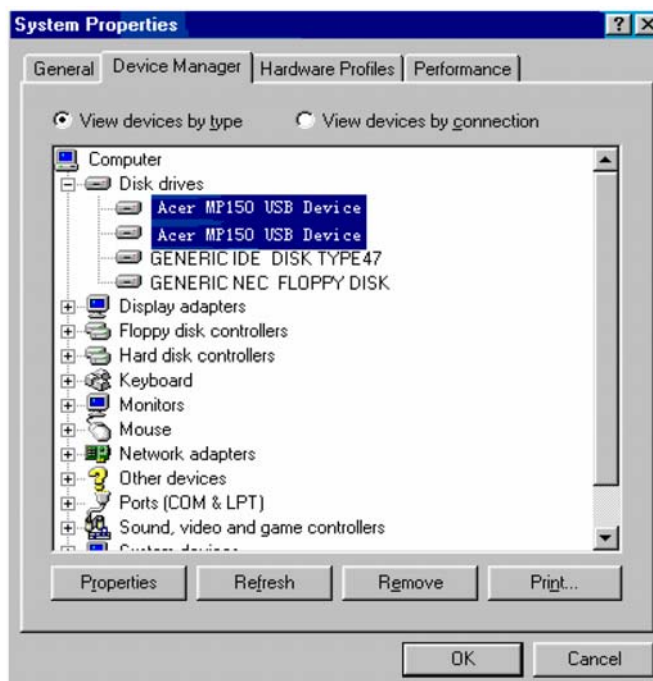 System Properties
General Device Manager Hardware Profiles Performance
View devices by type View devices by connection
Computer
Disk drives
Acer MP150 USB Device
Acer MP150 USB Device
GENERIC IDE DISK TYPE47
GENERIC NEC FLOPPY DISK
Display adapters
Floppy disk controllers
Hard disk controllers
Keyboard
Monitors
Mouse
Network adapters
Other devices
Ports (COM & LPT)
Sound, video and game controllers
Properties Refresh Remove Print...
OK Cancel